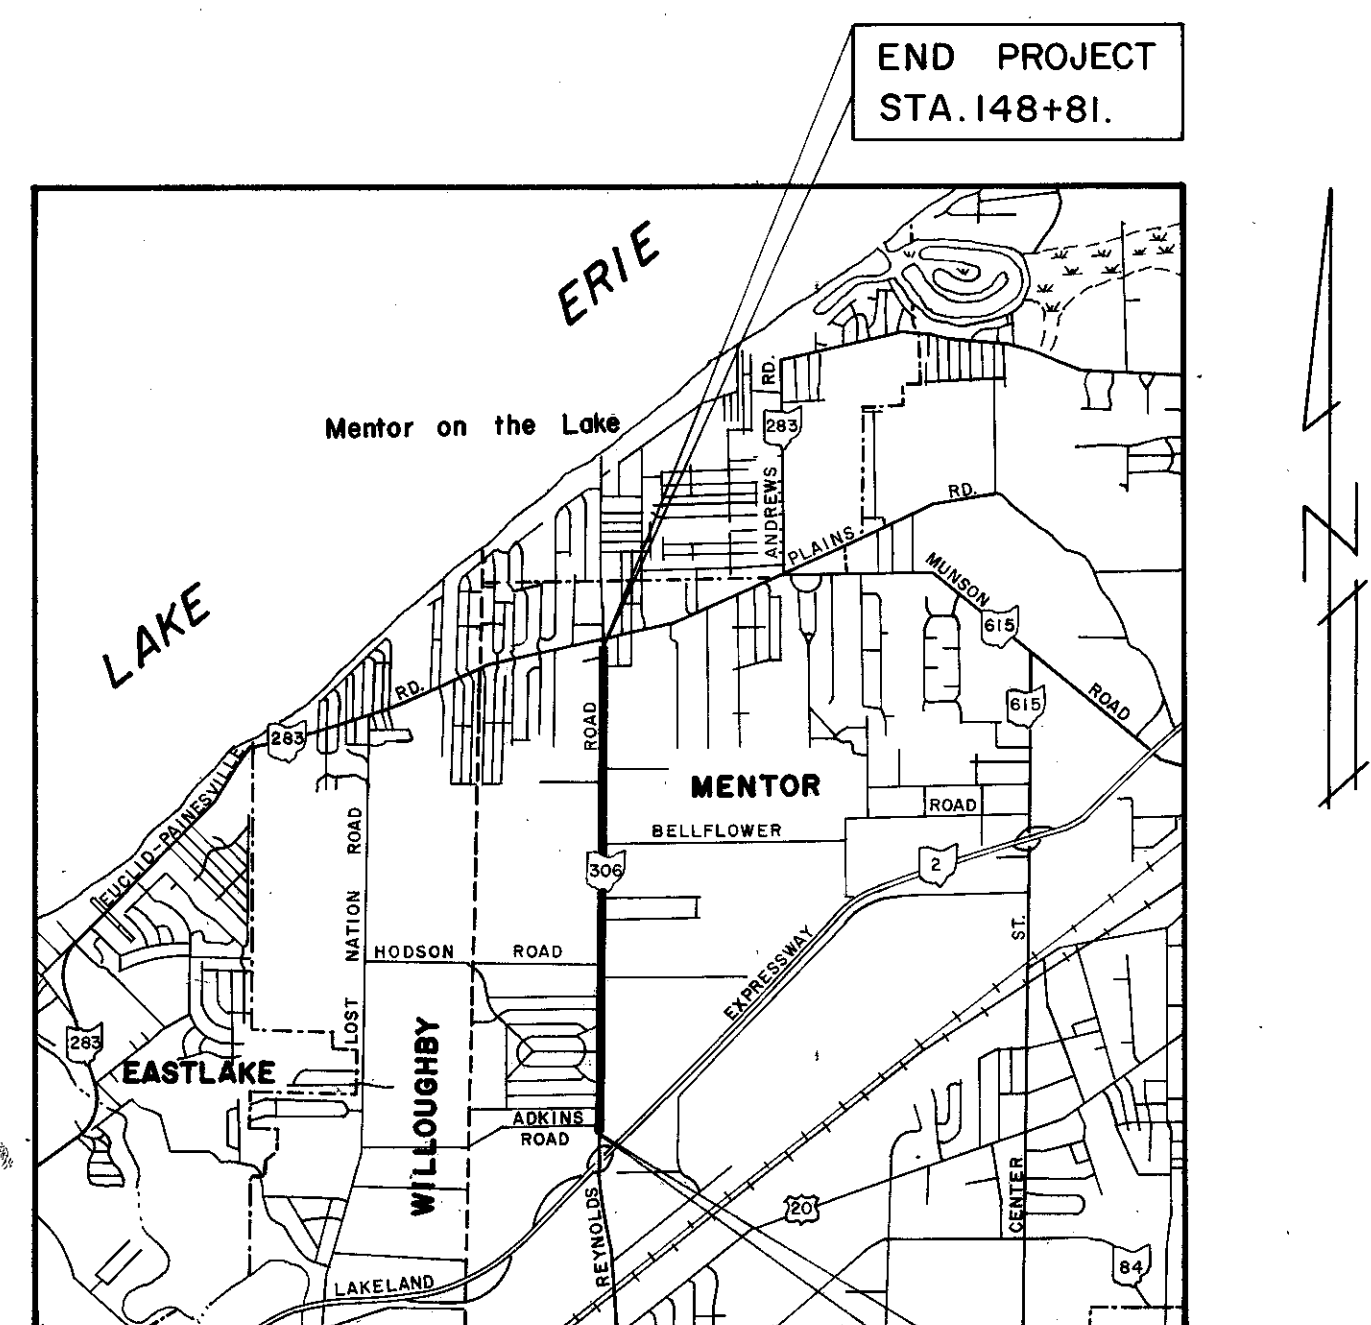 END PROJECT
STA. 148+81.
ERIE
Mentor on the Lake
RD.
283
ANDREWS
RD.
PLAINS
MUNSON
615
LAKE
RD.
615
ROAD
283
ROAD
MENTOR
EUCLID-PAINESVILLE
ROAD
BELLFLOWER
ROAD
306
2
NATION
HODSON ROAD
ST.
EXPRESSWAY
LOST
283
EASTLAKE
WILLOUGHBY
ADKINS
ROAD
20
CENTER
REYNOLDS
84
LAKELAND